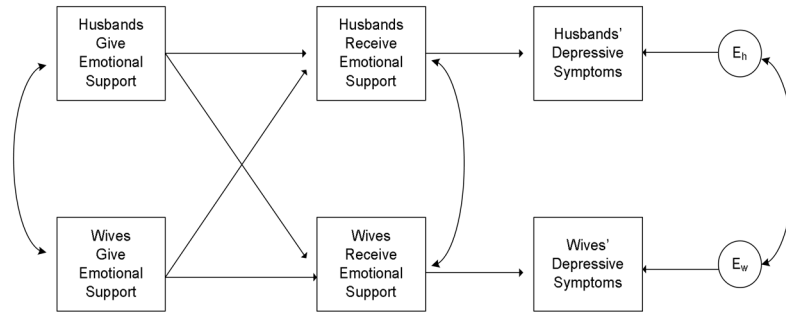 Husbands
Give
Emotional
Support
Husbands
Receive
Emotional
Support
Husbands'
Depressive
Symptoms
Eh
Wives
Give
Emotional
Support
Wives
Receive
Emotional
Support
Wives'
Depressive
Symptoms
Ew